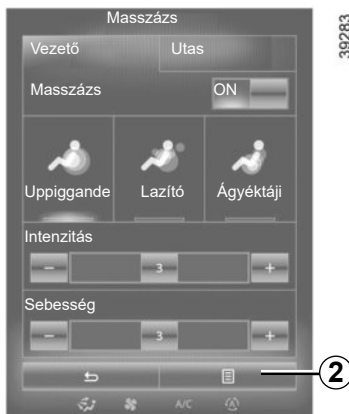 Masszázs
39283
Vezető Utas
Masszázs ON
Uppiggande Lazító Ágyéktáji
Intenzitás
– 3 +
Sebesség
– 3 +
2
A/C